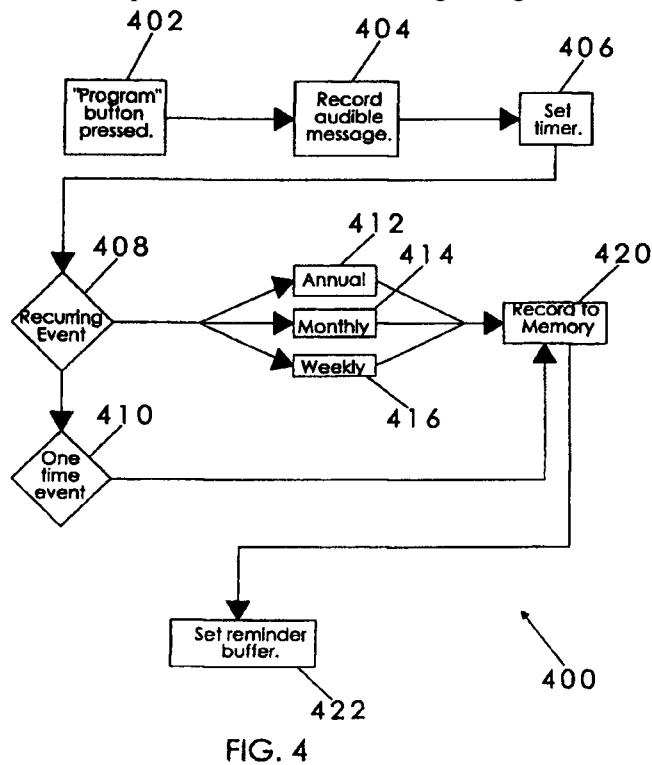 402
404
406
"Program"
button
pressed.
Record
audible
message.
Set
timer.
408
412
414
420
Recurring
Event
Annual
Monthly
Weekly
Record to
Memory
416
410
One
time
event
Set reminder
buffer.
422
400
FIG. 4